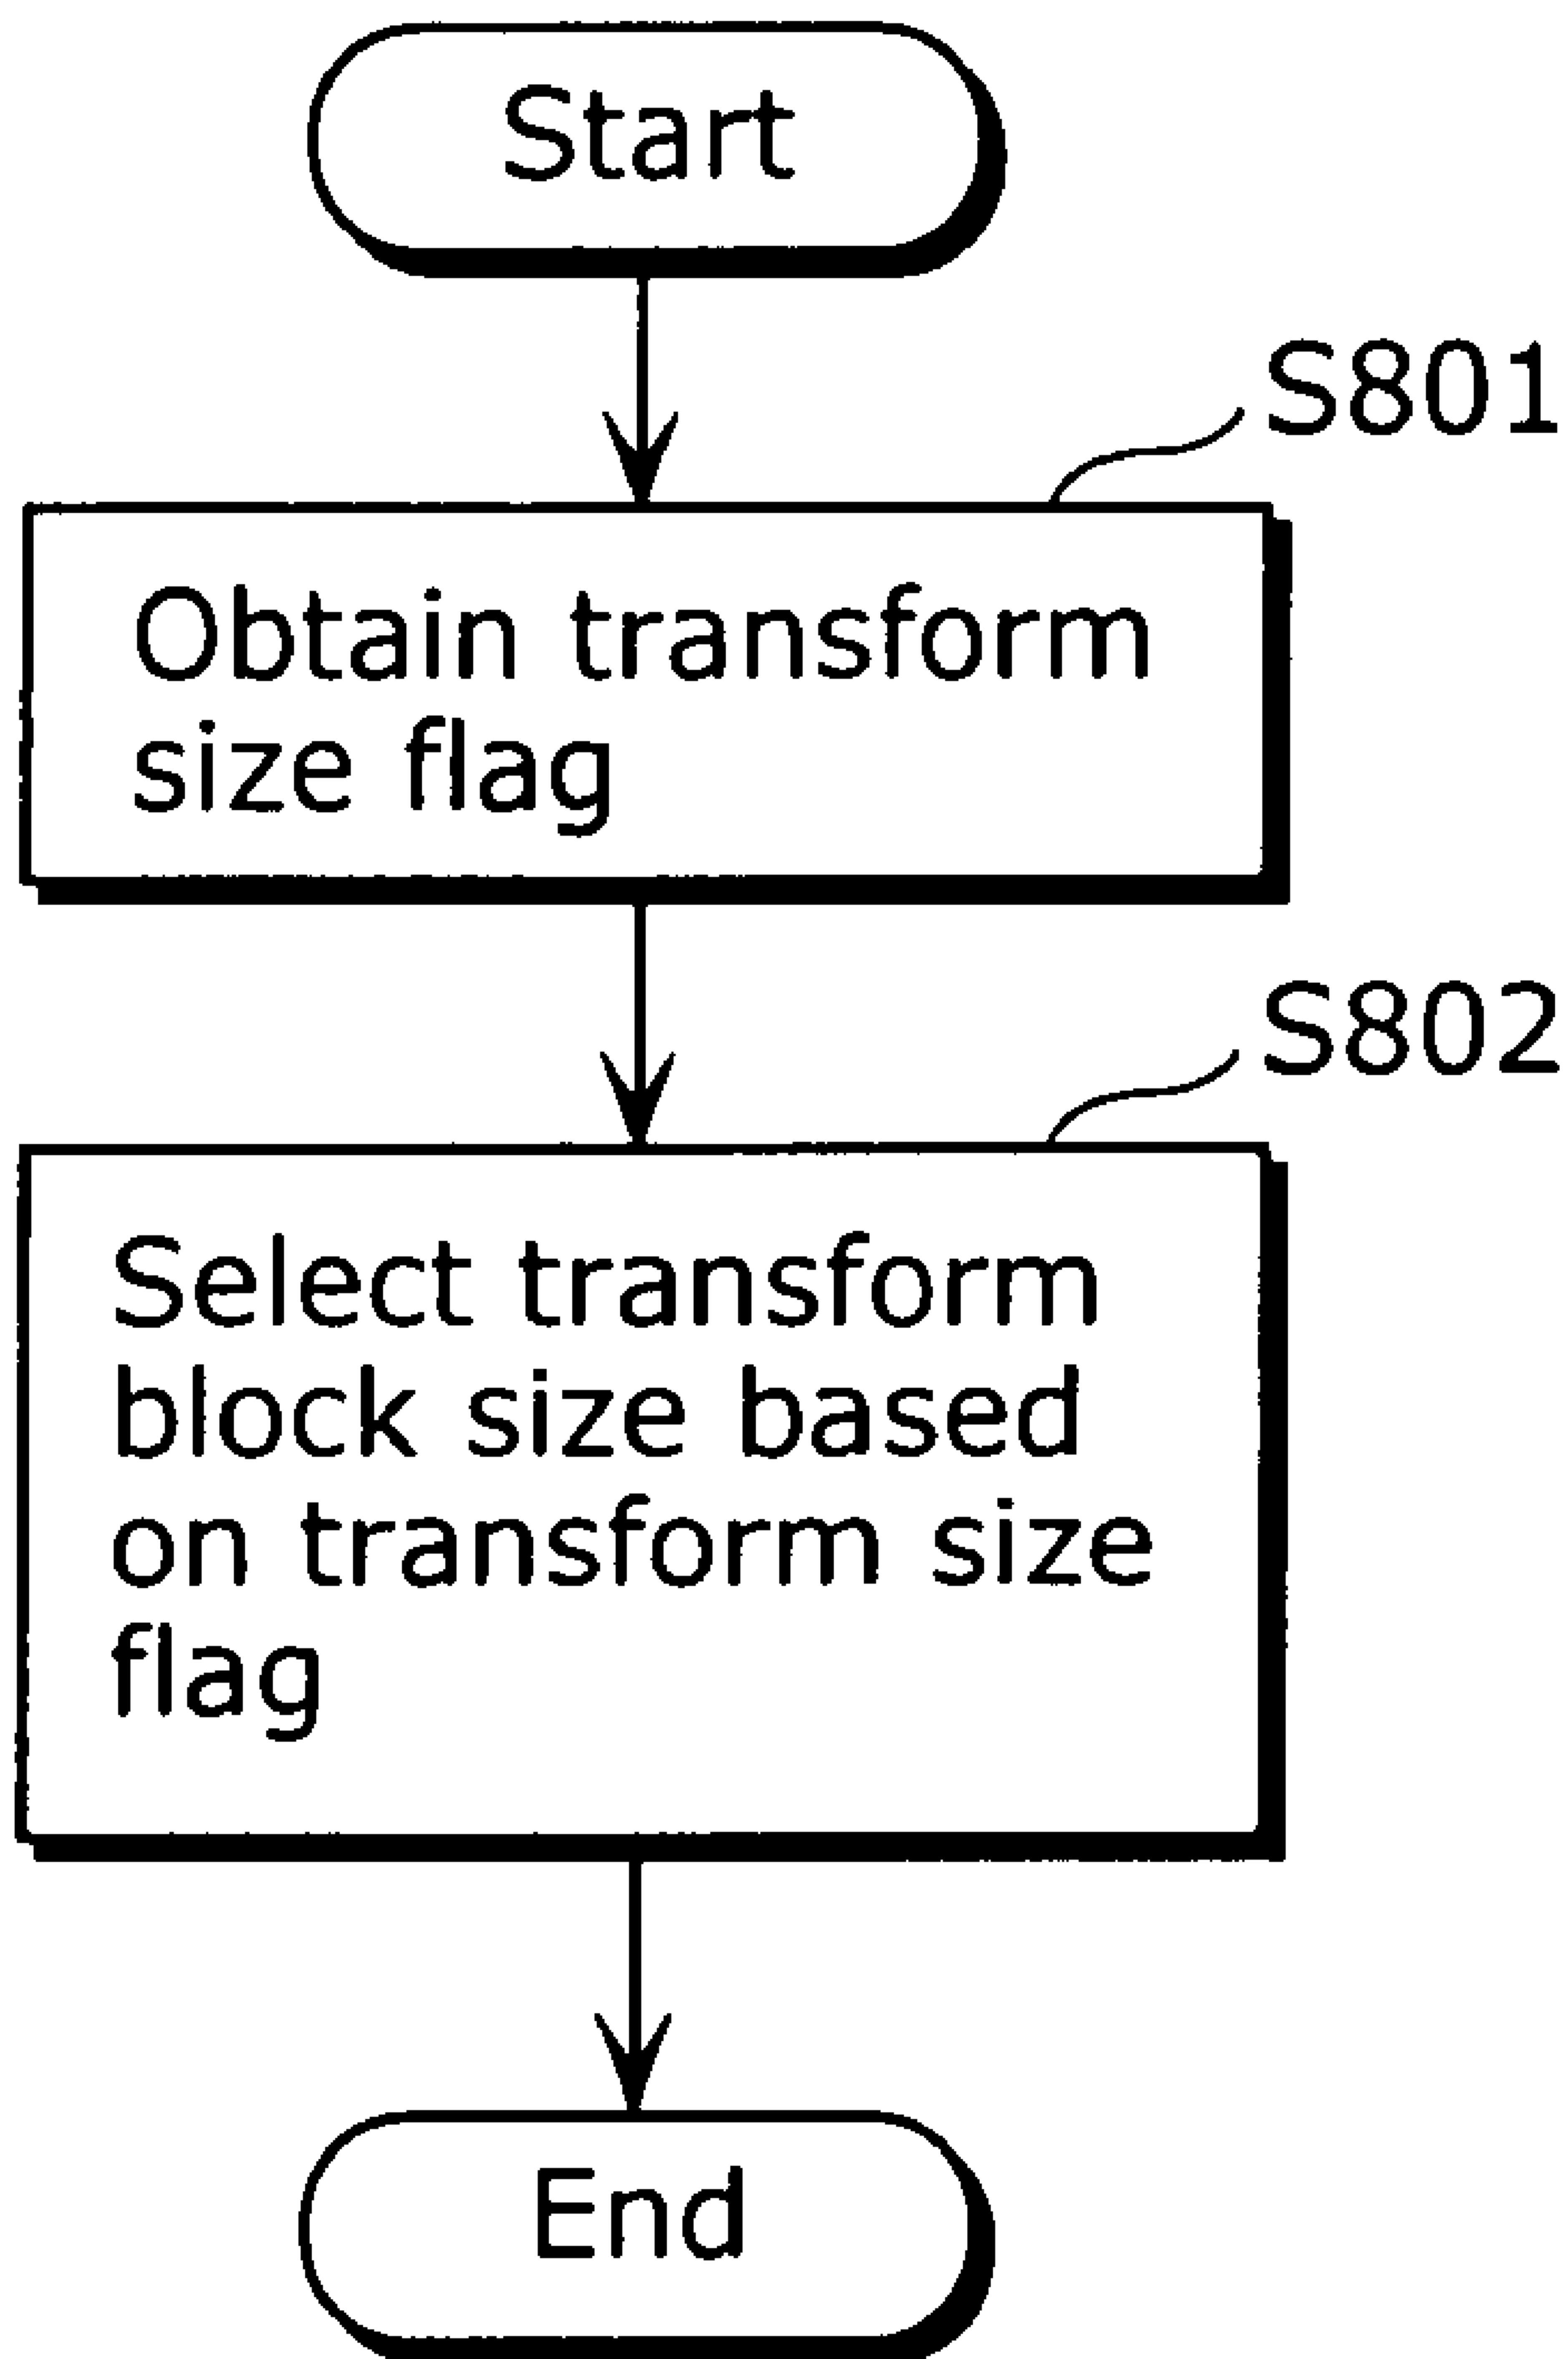 Start
S801
Obtain transform
size flag
S802
Select transform
block size based
on transform size
flag
End